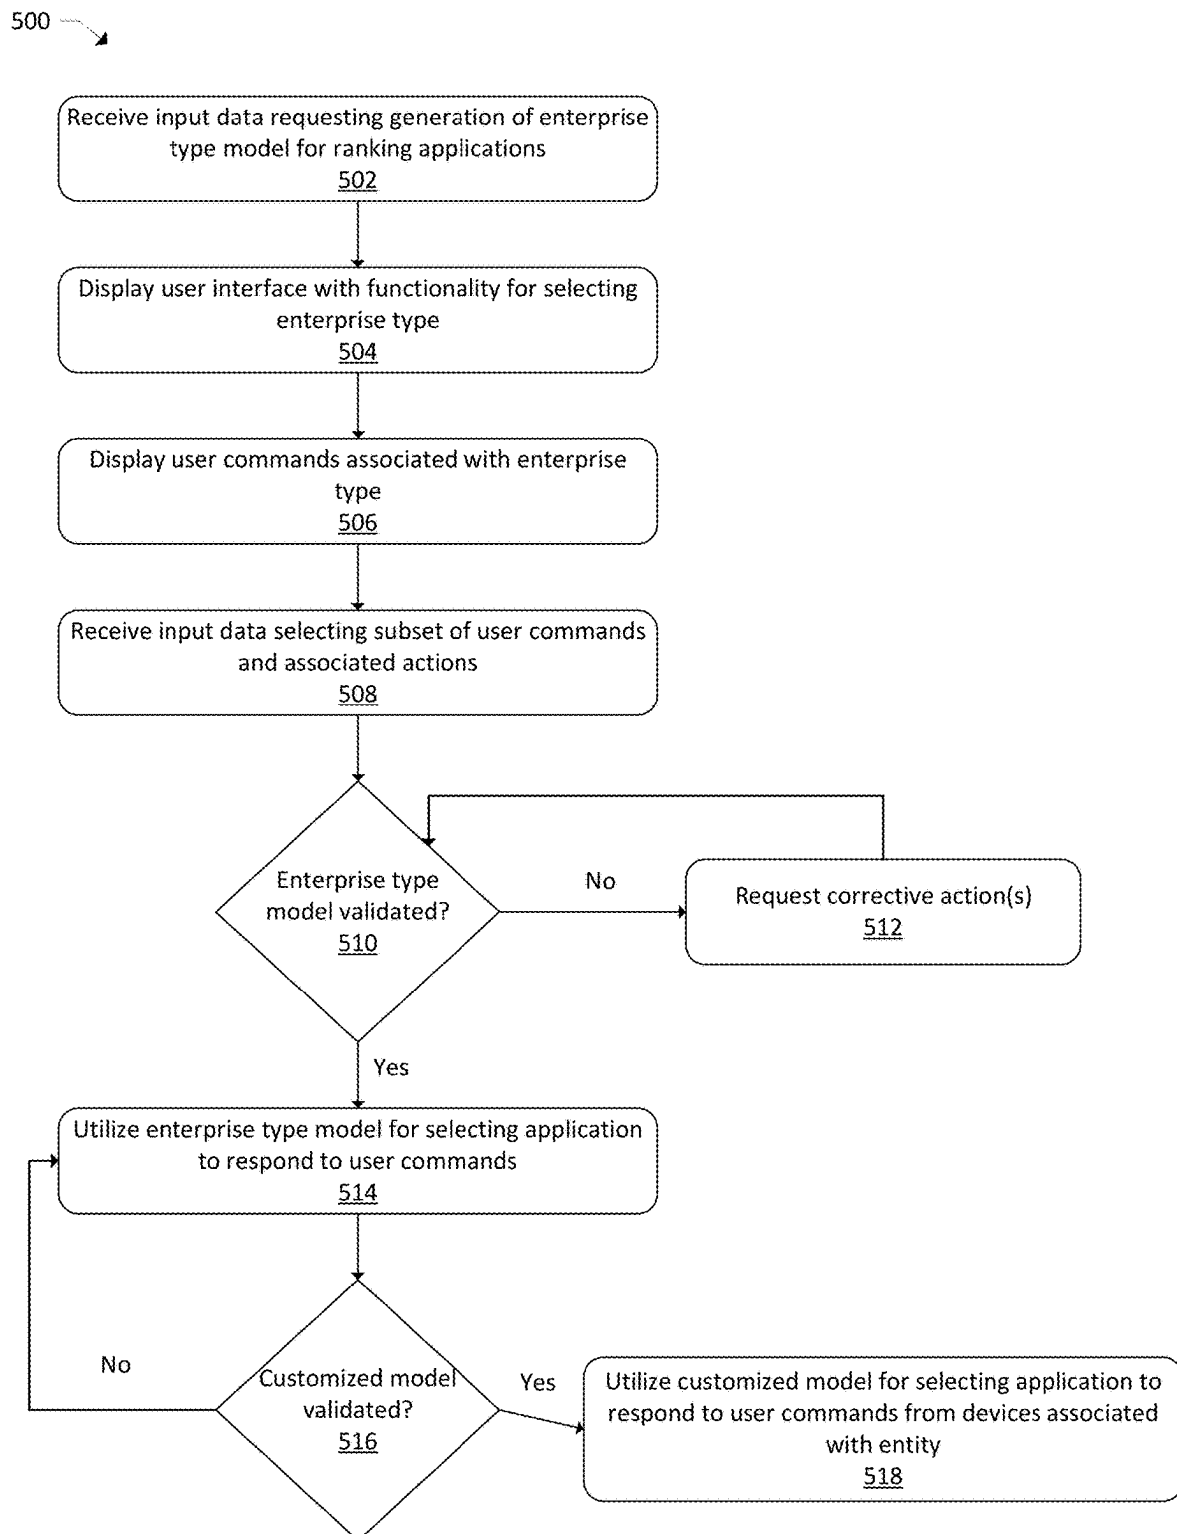 500
Receive input data requesting generation of enterprise
type model for ranking applications
502
Display user interface with functionality for selecting
enterprise type
504
Display user commands associated with enterprise
type
506
Receive input data selecting subset of user commands
and associated actions
508
Enterprise type
model validated?
510
No
Request corrective action(s)
512
Yes
Utilize enterprise type model for selecting application
to respond to user commands
514
No
Customized model
validated?
516
Yes
Utilize customized model for selecting application to
respond to user commands from devices associated
with entity
518